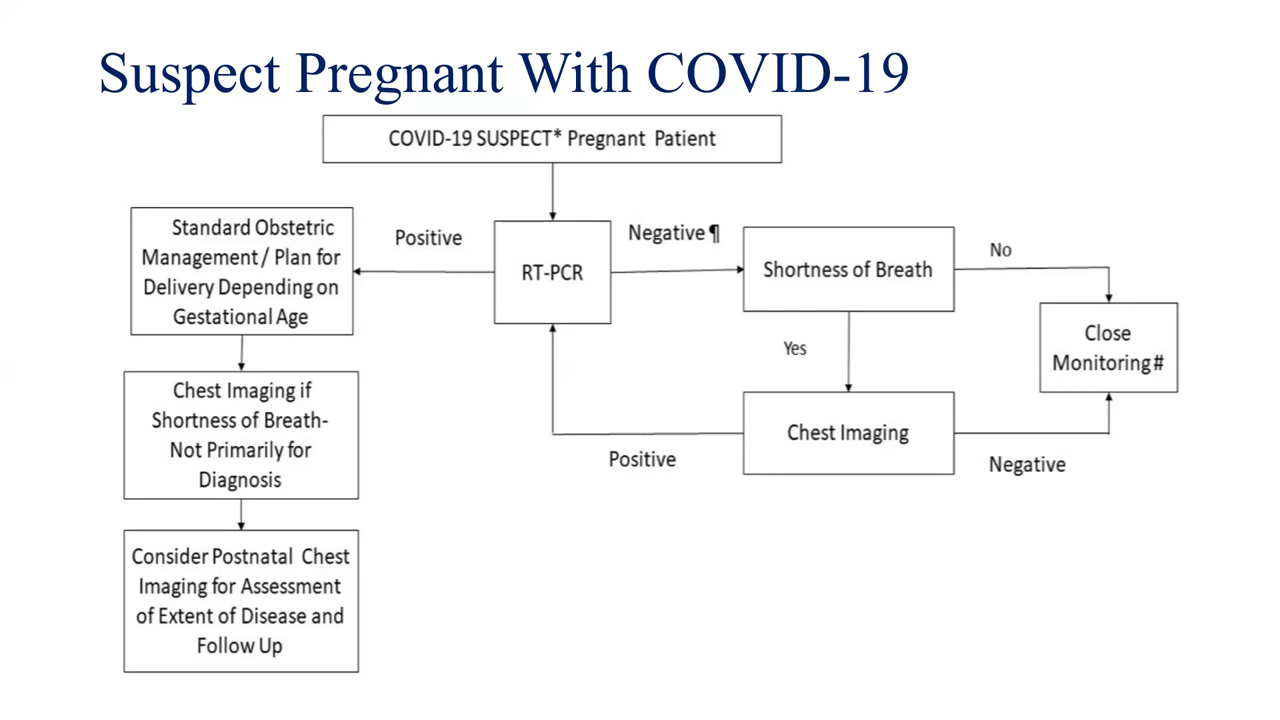 Suspect Pregnant With COVID-19
COVID-19 SUSPECT* Pregnant Patient
Standard Obstetric
Management / Plan for
Delivery Depending on
Gestational Age
Positive
RT-PCR
Negative ¶
Shortness of Breath
No
Close
Monitoring #
Yes
Chest Imaging
Positive
Negative
Chest Imaging if
Shortness of Breath-
Not Primarily for
Diagnosis
Consider Postnatal Chest
Imaging for Assessment
of Extent of Disease and
Follow Up